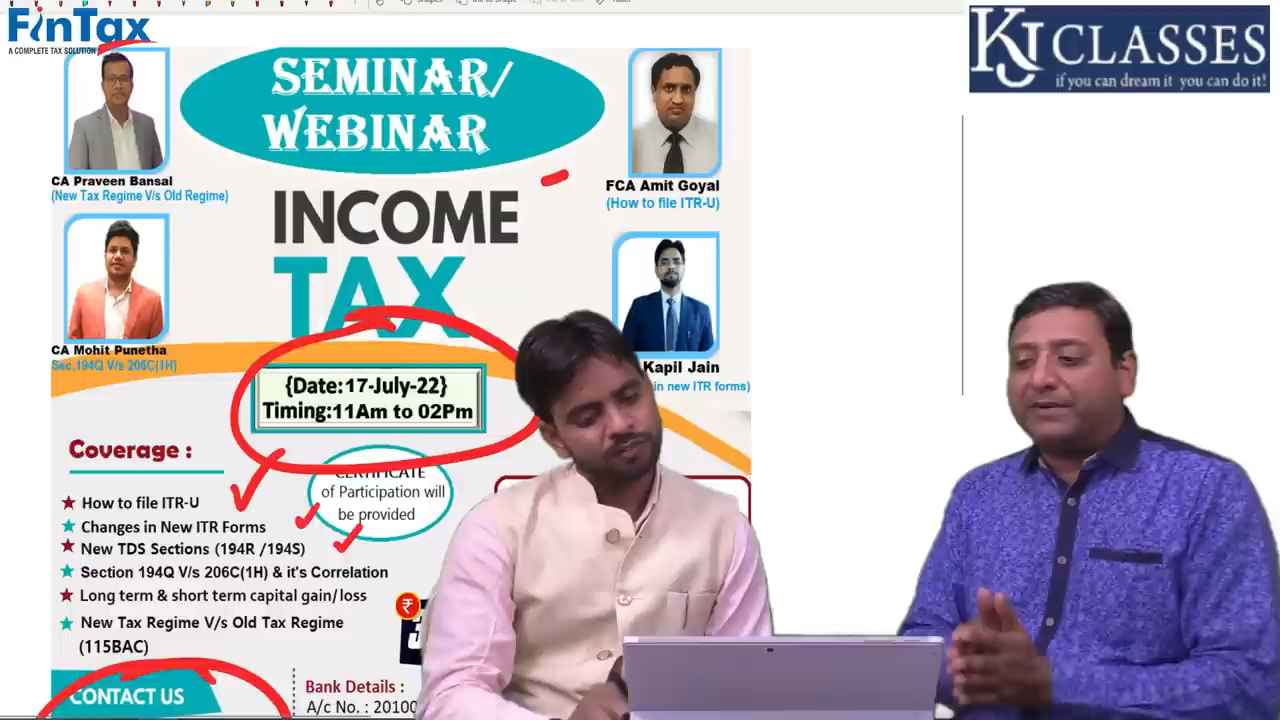 FinTax
A COMPLETE TAX SOLUTION
KJ CLASSES
if you can dream it you can do it!
SEMINAR/
WEBINAR
INCOME
TAX
CA Praveen Bansal
(New Tax Regime V/s Old Regime)
FCA Amit Goyal
(How to file ITR-U)
CA Mohit Punetha
Sec.194Q V/s 206C(1H)
Kapil Jain
in new ITR forms)
{Date:17-July-22}
Timing:11Am to 02Pm
Coverage :
CERTIFICATE
of Participation will
be provided
How to file ITR-U
Changes in New ITR Forms
New TDS Sections (194R /194S)
Section 194Q V/s 206C(1H) & it's Correlation
Long term & short term capital gain/loss
New Tax Regime V/s Old Tax Regime
(115BAC)
₹
CONTACT US
Bank Details :
A/c No. : 20100